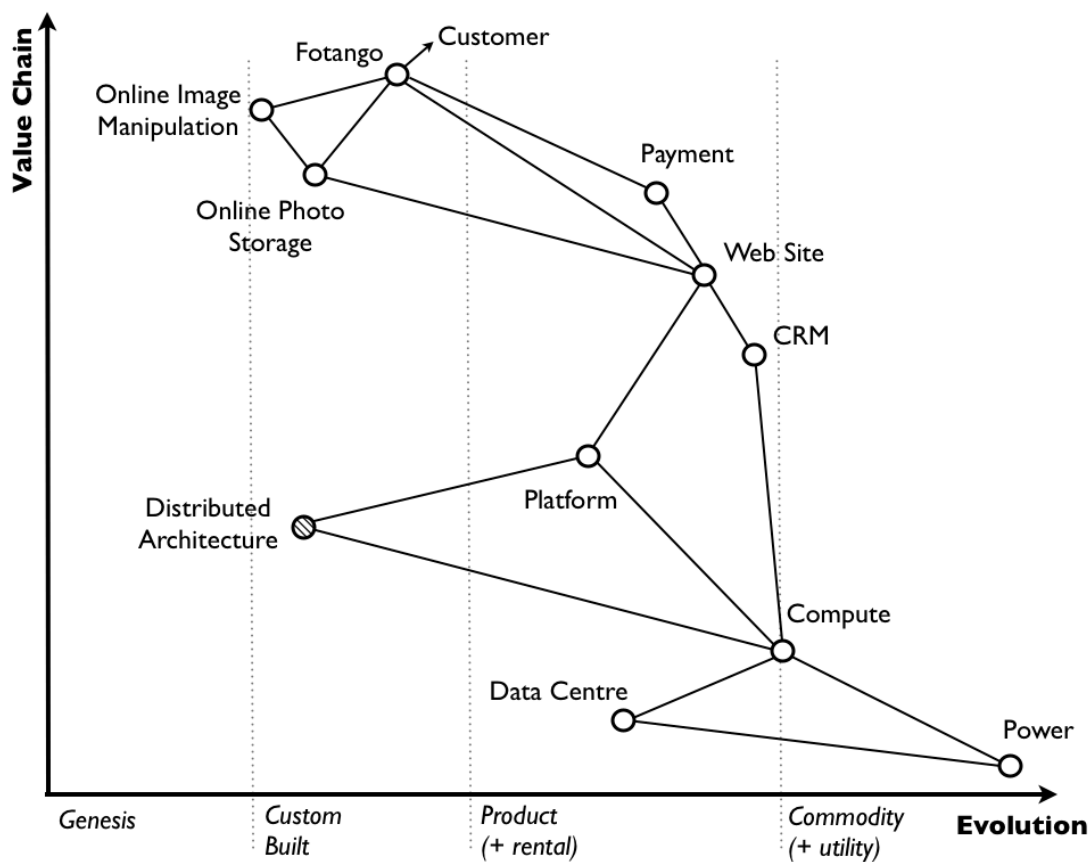 Value Chain
Customer
Fotango
Online Image
Manipulation
Payment
Online Photo
Storage
Web Site
CRM
Platform
Distributed
Architecture
Compute
Data Centre
Power
Genesis
Custom
Built
Product
(+ rental)
Commodity
(+ utility)
Evolution